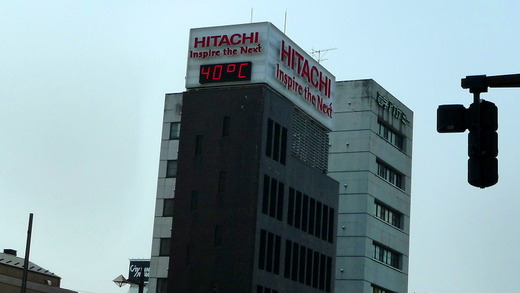 HITACHI
Inspire the Next
40°C
HITACHI
Inspire the Next